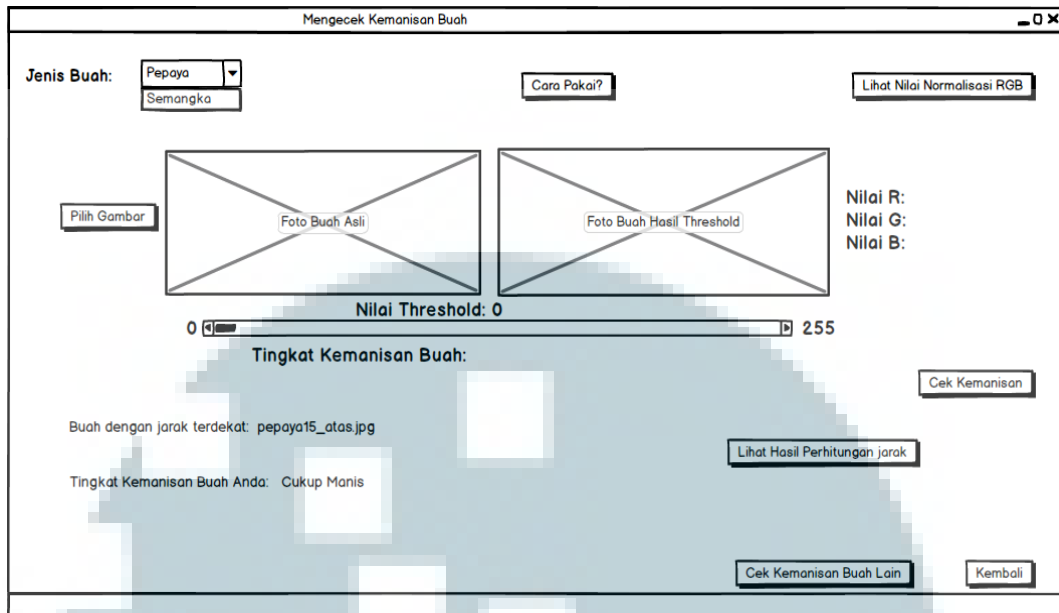 Mengecek Kemanisan Buah
Jenis Buah:
Pepaya
Semangka
Cara Pakai?
Lihat Nilai Normalisasi RGB
Pilih Gambar
Foto Buah Asli
Foto Buah Hasil Threshold
Nilai R:
Nilai G:
Nilai B:
Nilai Threshold: 0
0
255
Tingkat Kemanisan Buah:
Cek Kemanisan
Buah dengan jarak terdekat: pepaya15_atas.jpg
Lihat Hasil Perhitungan jarak
Tingkat Kemanisan Buah Anda: Cukup Manis
Cek Kemanisan Buah Lain
Kembali